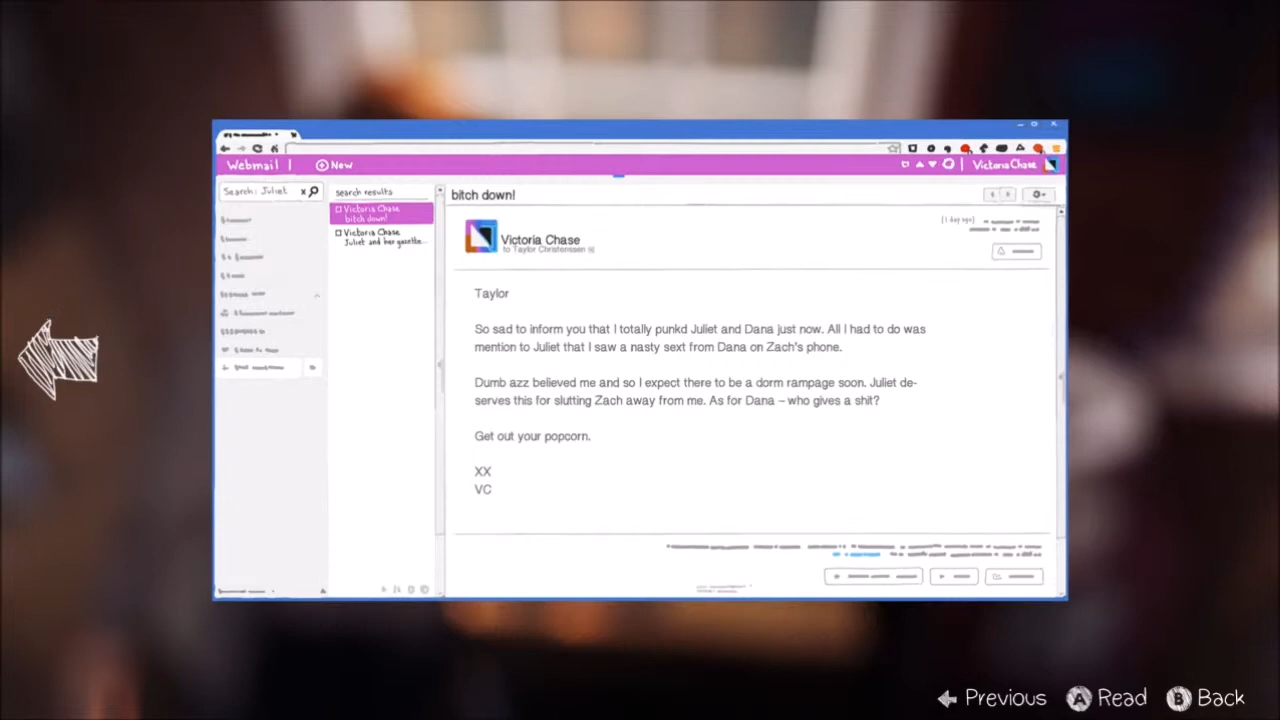 Webmail
New
Victoria Chase
Search: Juliet x
search results
Victoria Chase
bitch down!
Victoria Chase
Juliet and her gazette...
bitch down!
[1 day ago]
Victoria Chase
to Taylor Christenssen
Taylor
So sad to inform you that I totally punkd Juliet and Dana just now. All I had to do was
mention to Juliet that I saw a nasty sext from Dana on Zach's phone.
Dumb azz believed me and so I expect there to be a dorm rampage soon. Juliet de-
serves this for slutting Zach away from me. As for Dana – who gives a shit?
Get out your popcorn.
XX
VC
Previous
A Read
B Back